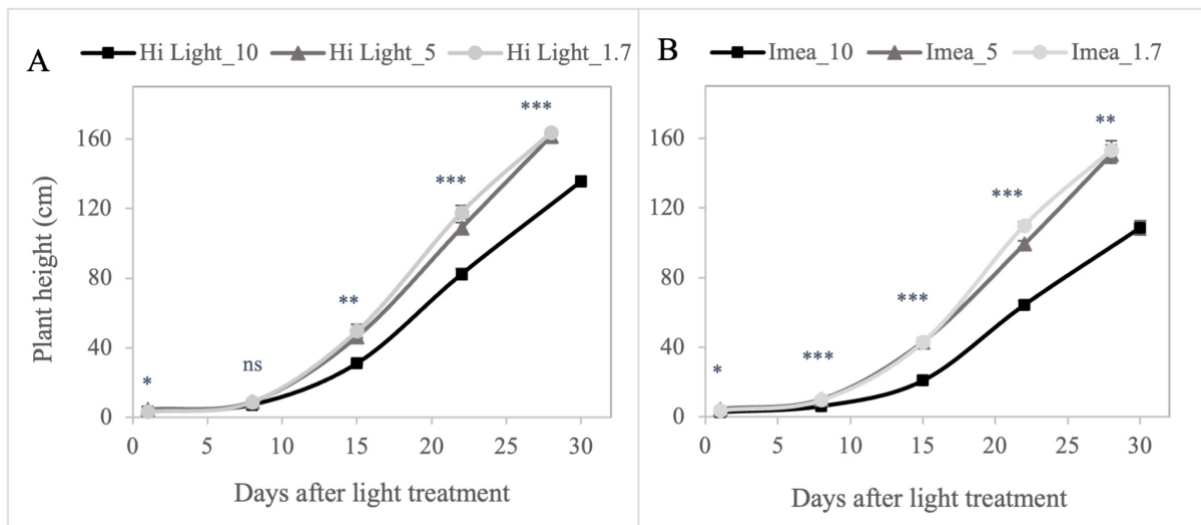 A
Hi Light_10 Hi Light_5 Hi Light_1.7
Plant height (cm)
160
120
80
40
0
* ns ** *** ***
0 5 10 15 20 25 30
Days after light treatment
B
Imea_10 Imea_5 Imea_1.7
160
120
80
40
0
* *** *** *** **
0 5 10 15 20 25 30
Days after light treatment